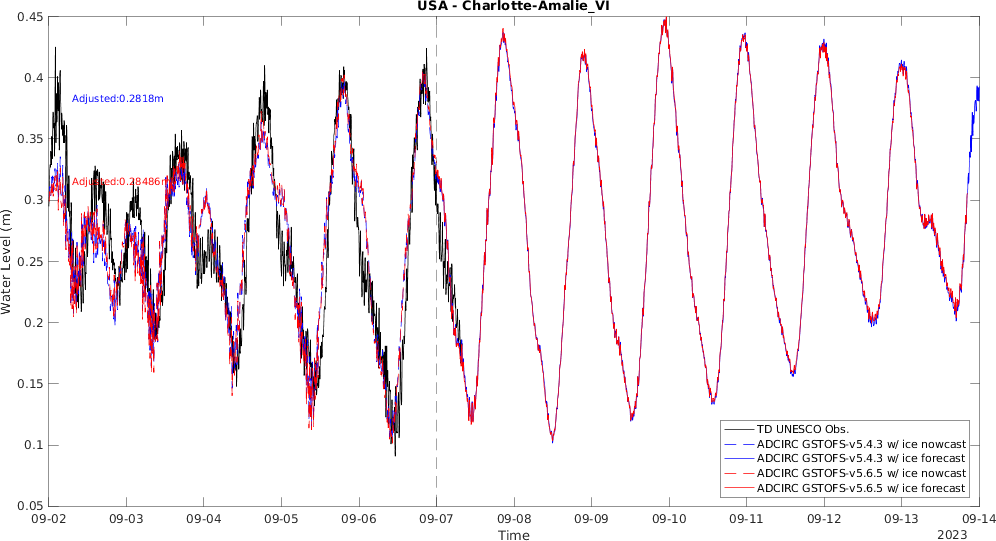 USA - Charlotte-Amalie_VI
0.45
0.4
0.35
0.3
0.25
0.2
0.15
0.1
0.05
Water Level (m)
Adjusted:0.2818m
Adjusted:0.28486m
TD UNESCO Obs.
ADCIRC GSTOFS-v5.4.3 w/ ice nowcast
ADCIRC GSTOFS-v5.4.3 w/ ice forecast
ADCIRC GSTOFS-v5.6.5 w/ ice nowcast
ADCIRC GSTOFS-v5.6.5 w/ ice forecast
09-02 09-03 09-04 09-05 09-06 09-07 09-08 09-09 09-10 09-11 09-12 09-13 09-14
Time
2023